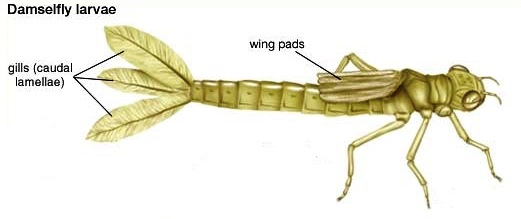 Damselfly larvae
wing pads
gills (caudal
lamellae)